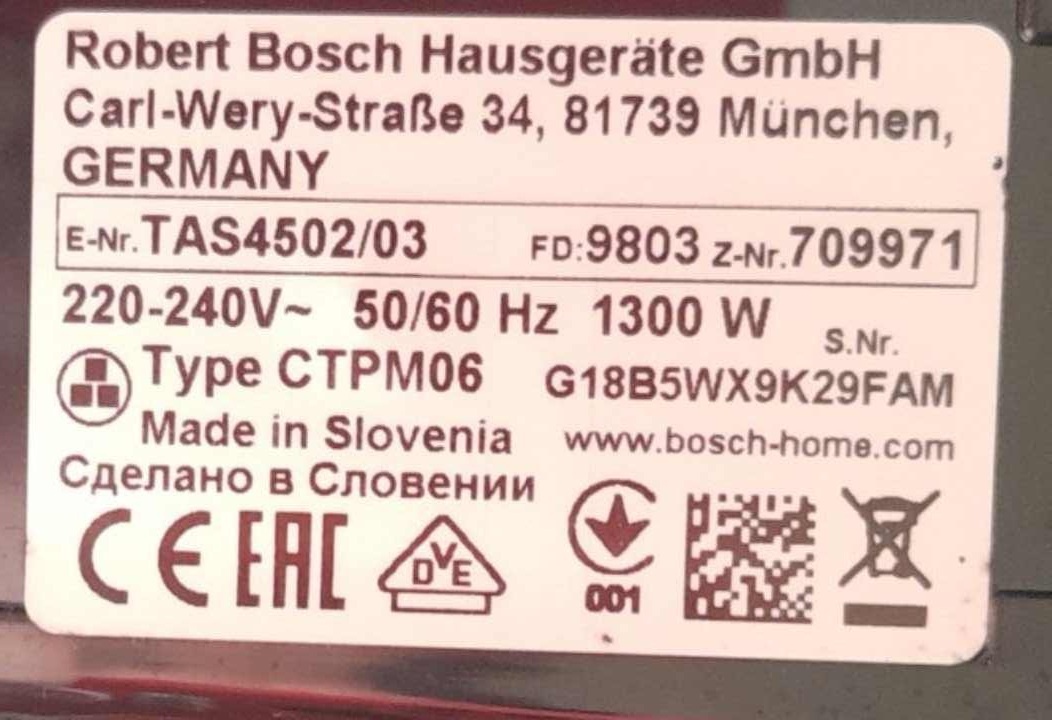 Robert Bosch Hausgeräte GmbH
Carl-Wery-Straße 34, 81739 München,
GERMANY
E-Nr. TAS4502/03 FD: 9803 Z-Nr. 709971
220-240V~ 50/60 Hz 1300 W
S.Nr.
Type CTPM06 G18B5WX9K29FAM
Made in Slovenia www.bosch-home.com
Сделано в Словении
CE EAC DVE
001